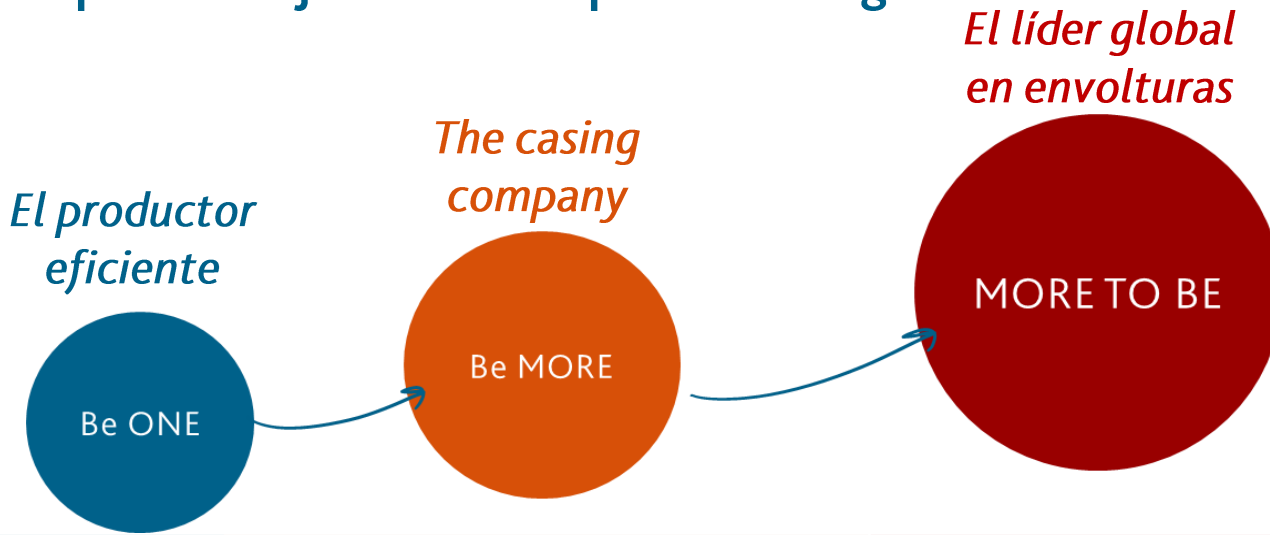 El líder global
en envolturas
The casing
company
El productor
eficiente
MORE TO BE
Be MORE
Be ONE